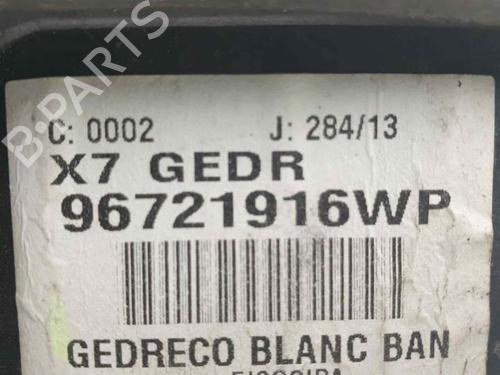 C: 0002 J: 284/13
X7 GEDR
96721916WP
GEDRECO BLANC BAN
B-PARTS